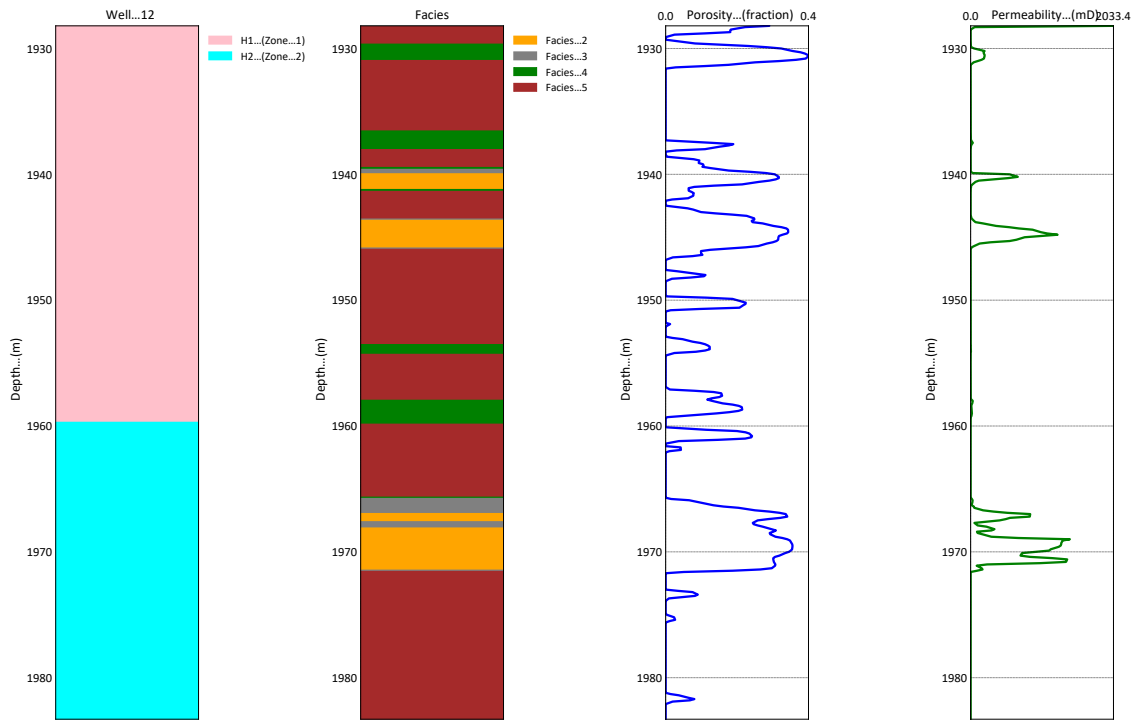 Well...12
H1...(Zone...1)
H2...(Zone...2)
Depth...(m)
1930
1940
1950
1960
1970
1980
Facies
Facies...2
Facies...3
Facies...4
Facies...5
Depth...(m)
1930
1940
1950
1960
1970
1980
0.0 Porosity...(fraction) 0.4
Depth...(m)
1930
1940
1950
1960
1970
1980
0.0 Permeability...(mD) 2033.4
Depth...(m)
1930
1940
1950
1960
1970
1980